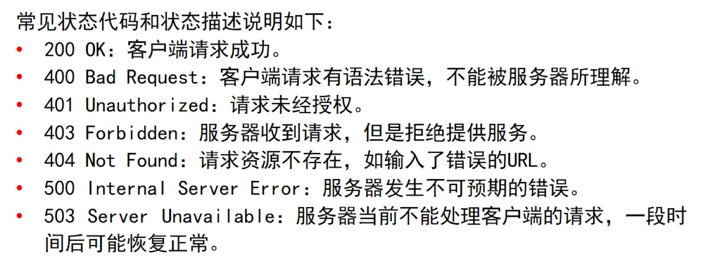 常见状态代码和状态描述说明如下：
• 200 OK：客户端请求成功。
• 400 Bad Request：客户端请求有语法错误，不能被服务器所理解。
• 401 Unauthorized：请求未经授权。
• 403 Forbidden：服务器收到请求，但是拒绝提供服务。
• 404 Not Found：请求资源不存在，如输入了错误的URL。
• 500 Internal Server Error：服务器发生不可预期的错误。
• 503 Server Unavailable：服务器当前不能处理客户端的请求，一段时
间后可能恢复正常。